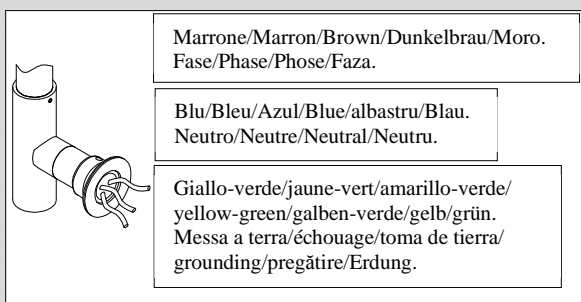 Marrone/Marron/Brown/Dunkelbrau/Moro.
Fase/Phase/Phose/Faza.
Blu/Bleu/Azul/Blue/albastru/Blau.
Neutro/Neutre/Neutral/Neutru.
Giallo-verde/jaune-vert/amarillo-verde/
yellow-green/galben-verde/gelb/grün.
Messa a terra/échouage/toma de tierra/
grounding/pregătire/Erdung.